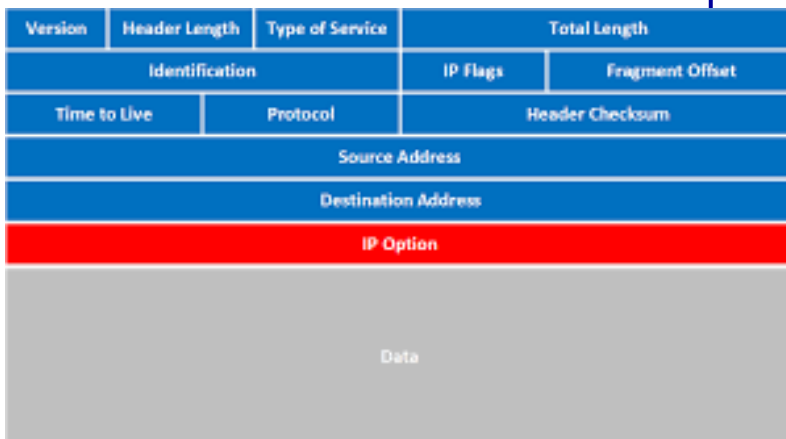 Version Header Length Type of Service Total Length
Identification IP Flags Fragment Offset
Time to Live Protocol Header Checksum
Source Address
Destination Address
IP Option
Data